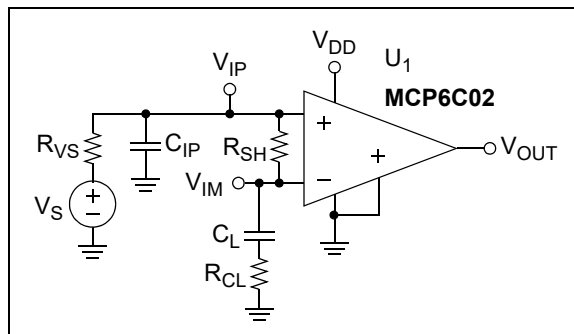 V_DD
U_1
V_IP
MCP6C02
+
R_VS
C_IP
R_SH
+
V_OUT
V_IM
−
+
−
V_S
C_L
R_CL